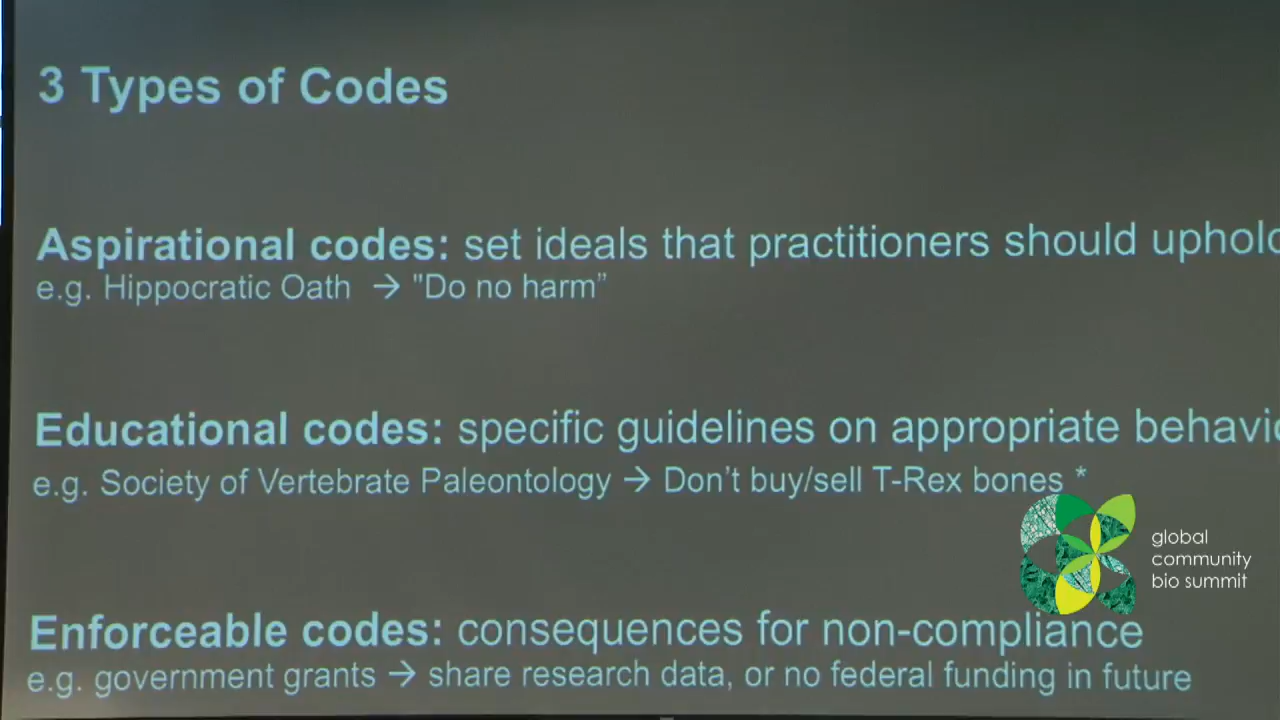 3 Types of Codes
Aspirational codes: set ideals that practitioners should uphol
e.g. Hippocratic Oath → "Do no harm”
Educational codes: specific guidelines on appropriate behavi
e.g. Society of Vertebrate Paleontology → Don’t buy/sell T-Rex bones *
global
community
bio summit
Enforceable codes: consequences for non-compliance
e.g. government grants → share research data, or no federal funding in future